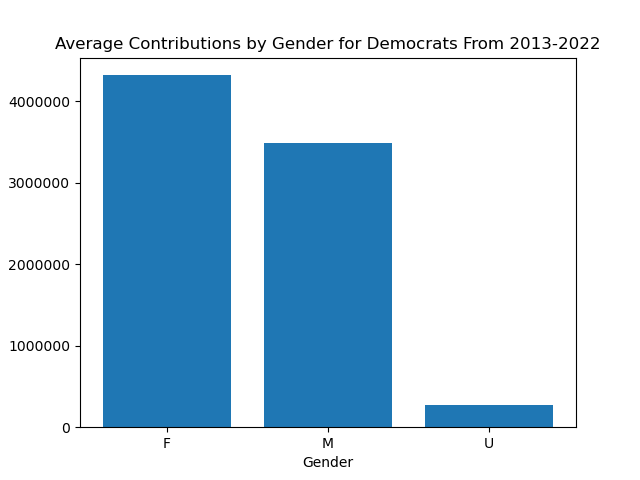 Average Contributions by Gender for Democrats From 2013-2022
4000000
3000000
2000000
1000000
0
F M U
Gender